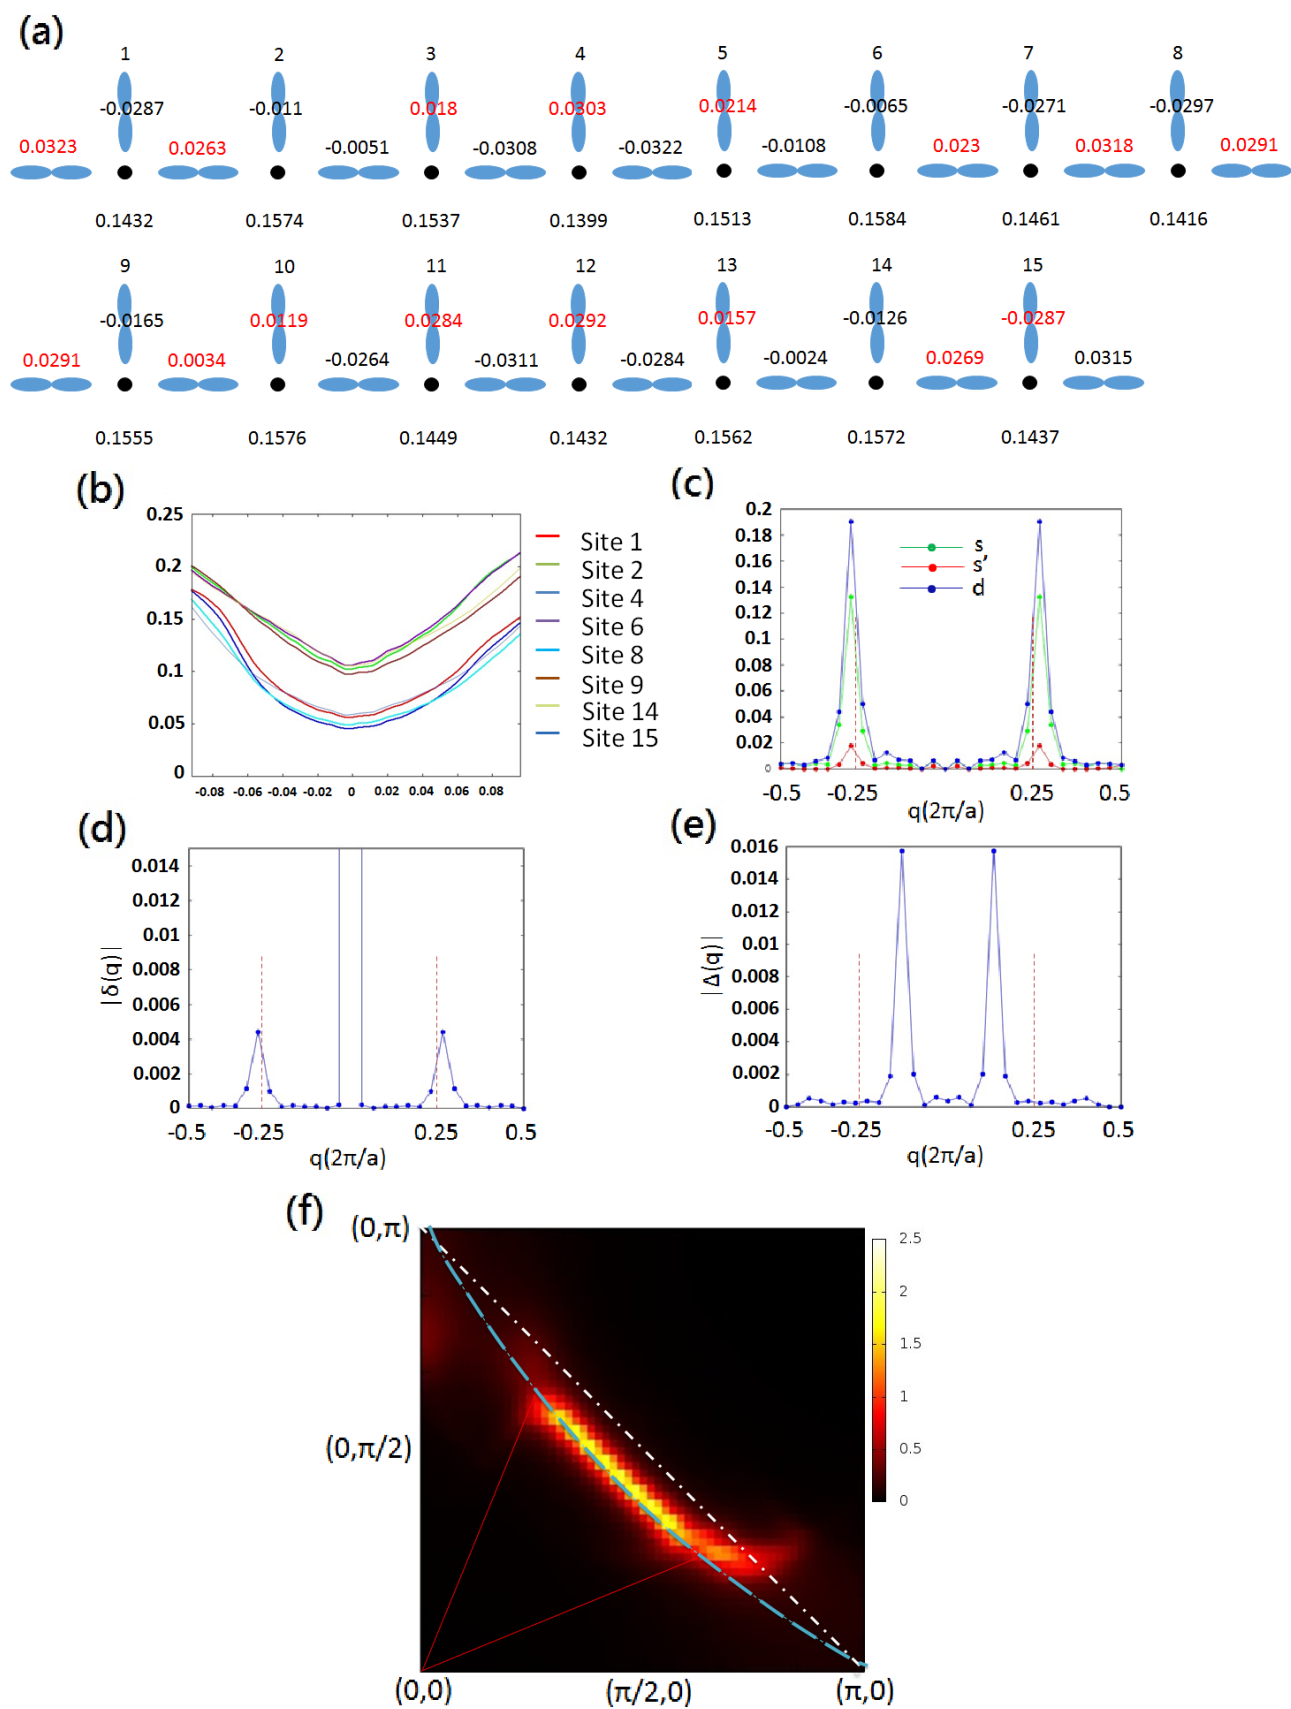 (a)
1 2 3 4 5 6 7 8
-0.0287 -0.011 0.018 0.0303 0.0214 -0.0065 -0.0271 -0.0297
0.0323 0.0263 -0.0051 -0.0308 -0.0322 -0.0108 0.023 0.0318 0.0291
0.1432 0.1574 0.1537 0.1399 0.1513 0.1584 0.1461 0.1416
9 10 11 12 13 14 15
-0.0165 0.0119 0.0284 0.0292 0.0157 -0.0126 -0.0287
0.0291 0.0034 -0.0264 -0.0311 -0.0284 -0.0024 0.0269 0.0315
0.1555 0.1576 0.1449 0.1432 0.1562 0.1572 0.1437
(b)
0.25
0.2
0.15
0.1
0.05
0
-0.08 -0.06 -0.04 -0.02 0 0.02 0.04 0.06 0.08
Site 1
Site 2
Site 4
Site 6
Site 8
Site 9
Site 14
Site 15
(c)
0.2
0.18
0.16
0.14
0.12
0.1
0.08
0.06
0.04
0.02
0
s
s'
d
-0.5 -0.25 0.25 0.5
q(2π/a)
(d)
0.014
0.012
0.01
0.008
0.006
0.004
0.002
0
|δ(q)|
-0.5 -0.25 0.25 0.5
q(2π/a)
(e)
0.016
0.014
0.012
0.01
0.008
0.006
0.004
0.002
0
|Δ(q)|
-0.5 -0.25 0.25 0.5
q(2π/a)
(f)
(0,π)
(0,π/2)
(0,0) (π/2,0) (π,0)
2.5
2
1.5
1
0.5
0